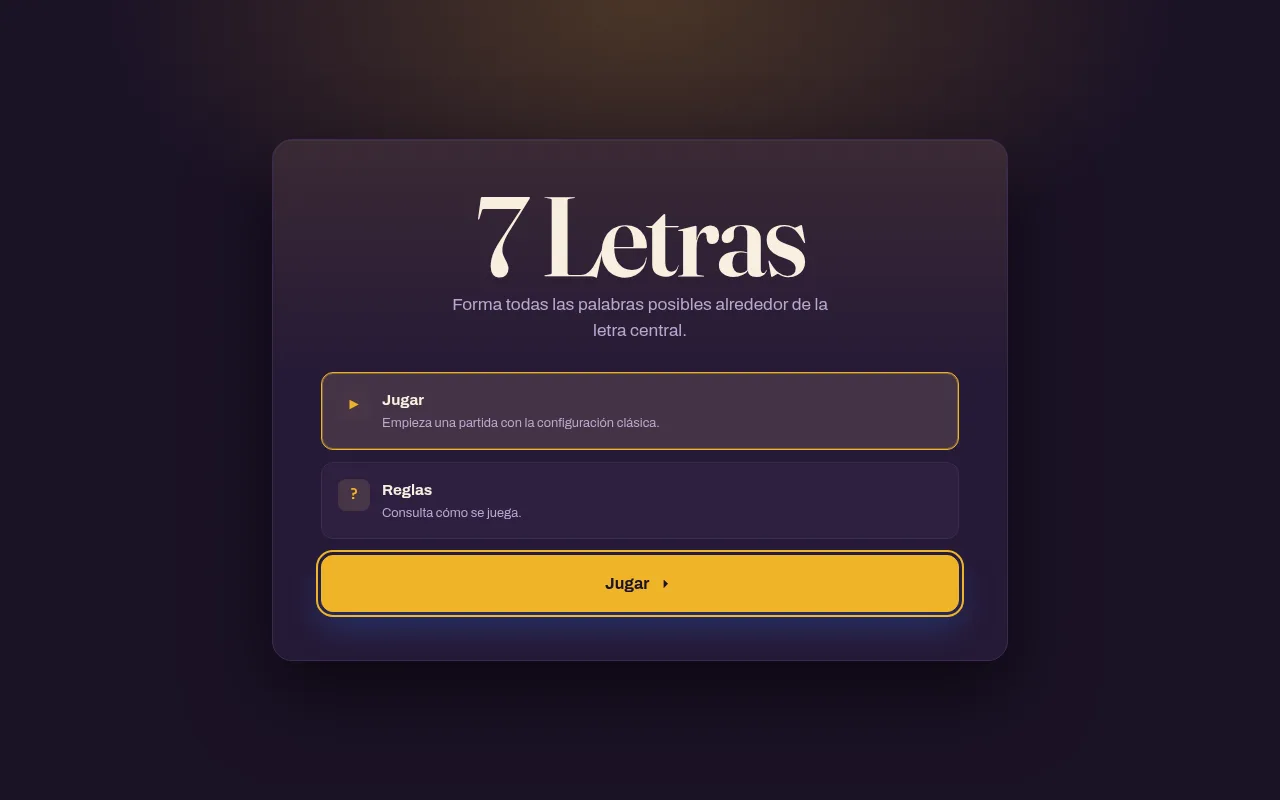 7 Letras
Forma todas las palabras posibles alrededor de la
letra central.
Jugar
Empieza una partida con la configuración clásica.
?
Reglas
Consulta cómo se juega.
Jugar